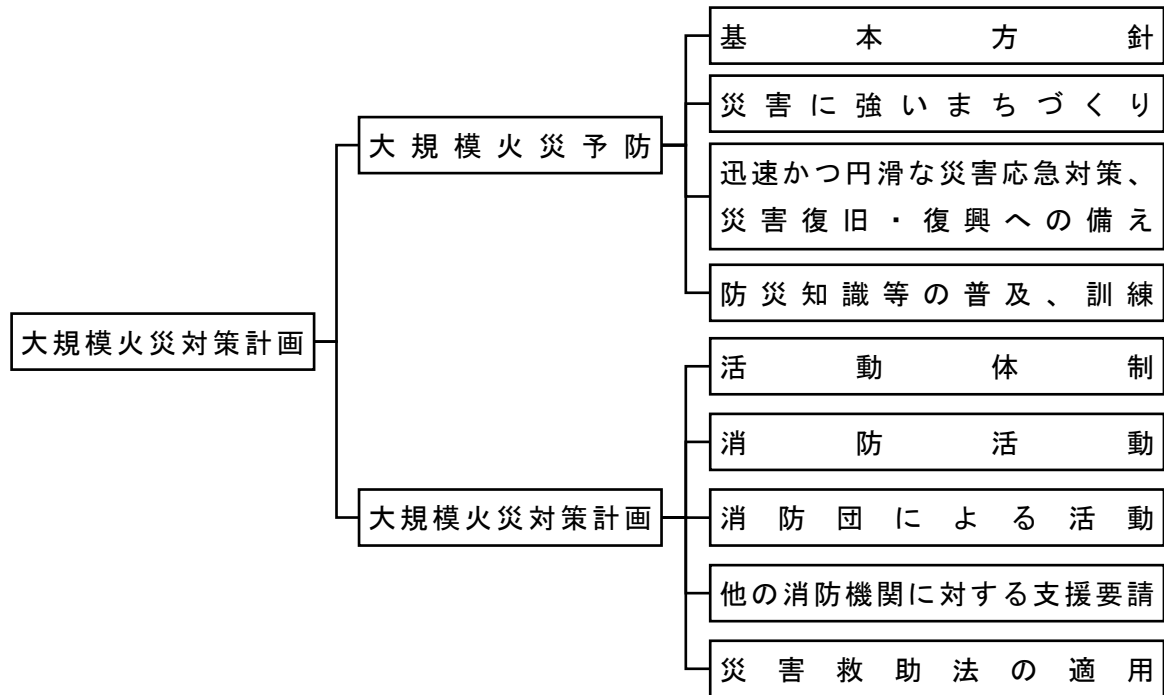 基本方針
災害に強いまちづくり
大規模火災予防
迅速かつ円滑な災害応急対策、
災害復旧・復興への備え
防災知識等の普及、訓練
大規模火災対策計画
活動体制
消防活動
大規模火災対策計画
消防団による活動
他の消防機関に対する支援要請
災害救助法の適用